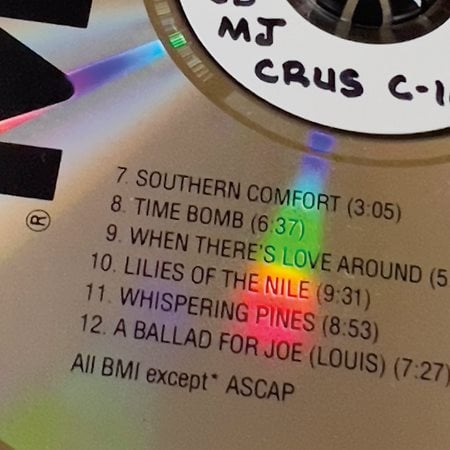 MJ
CRUS C-1
7. SOUTHERN COMFORT (3:05)
8. TIME BOMB (6:37)
9. WHEN THERE'S LOVE AROUND (5
10. LILIES OF THE NILE (9:31)
11. WHISPERING PINES (8:53)
12. A BALLAD FOR JOE (LOUIS) (7:27)
All BMI except* ASCAP
®